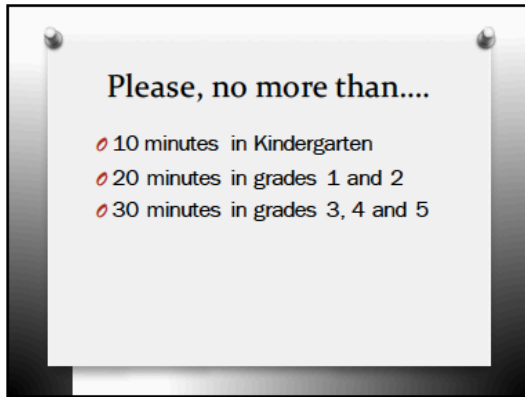 Please, no more than....
10 minutes in Kindergarten
20 minutes in grades 1 and 2
30 minutes in grades 3, 4 and 5